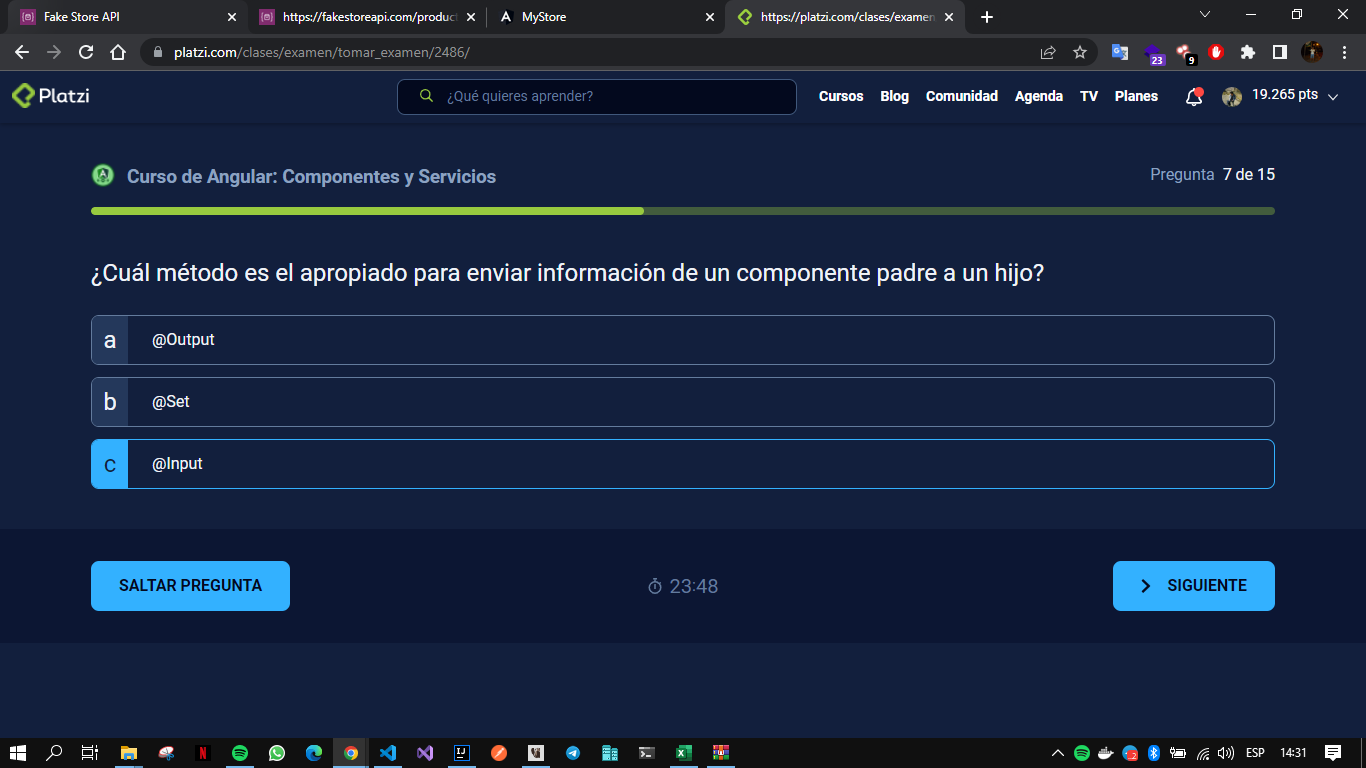 Fake Store API
https://fakestoreapi.com/product
MyStore
https://platzi.com/clases/examen
platzi.com/clases/examen/tomar_examen/2486/
23
9
Platzi
¿Qué quieres aprender?
Cursos Blog Comunidad Agenda TV Planes
19.265 pts
Curso de Angular: Componentes y Servicios
Pregunta 7 de 15
¿Cuál método es el apropiado para enviar información de un componente padre a un hijo?
a @Output
b @Set
c @Input
SALTAR PREGUNTA
23:48
SIGUIENTE
ESP
14:31